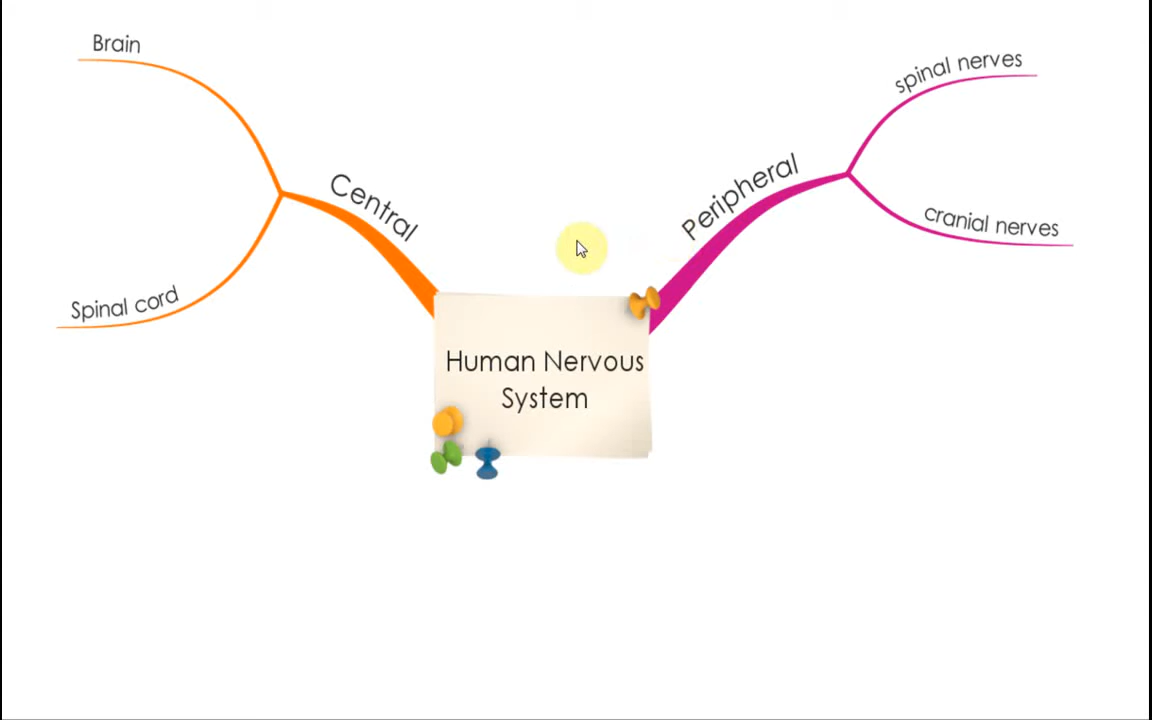 Brain
spinal nerves
Peripheral
Central
cranial nerves
Spinal cord
Human Nervous
System